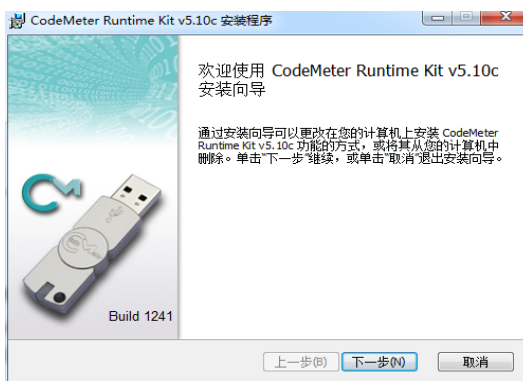 CodeMeter Runtime Kit v5.10c 安装程序
欢迎使用 CodeMeter Runtime Kit v5.10c
安装向导
通过安装向导可以更改在您的计算机上安装 CodeMeter
Runtime Kit v5.10c 功能的方式，或将其从您的计算机中
删除。单击“下一步”继续，或单击“取消”退出安装向导。
Build 1241
上一步(B)
下一步(N)
取消